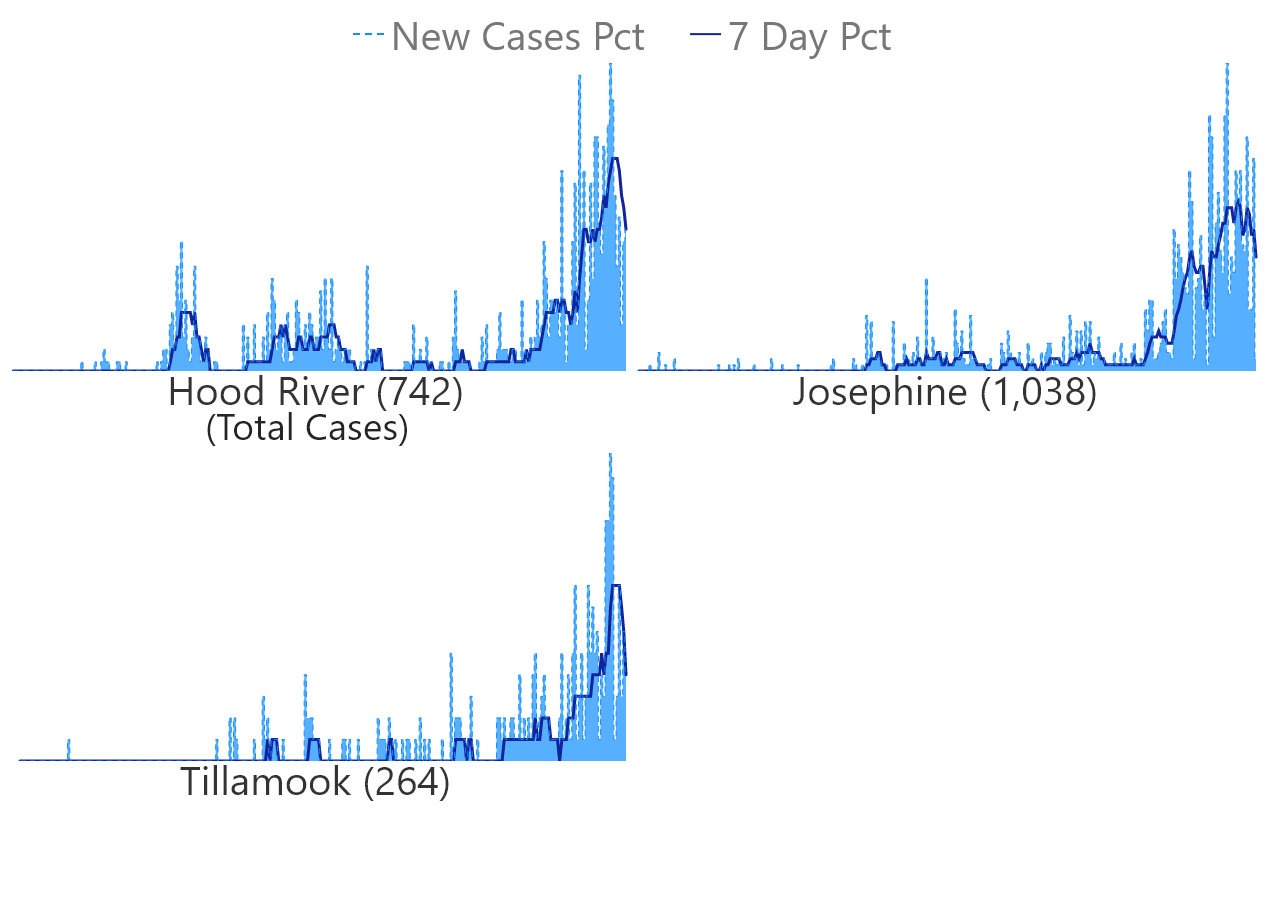 New Cases Pct 7 Day Pct
Hood River (742) Josephine (1,038)
(Total Cases)
Tillamook (264)